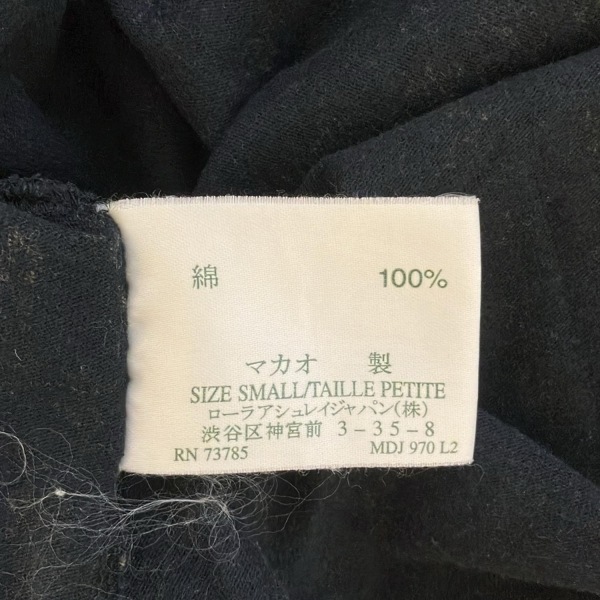 綿 100%
マカオ 製
SIZE SMALL/TAILLE PETITE
ローラアシュレイジャパン(株)
渋谷区神宮前 3-35-8
RN 73785 MDJ 970 L2